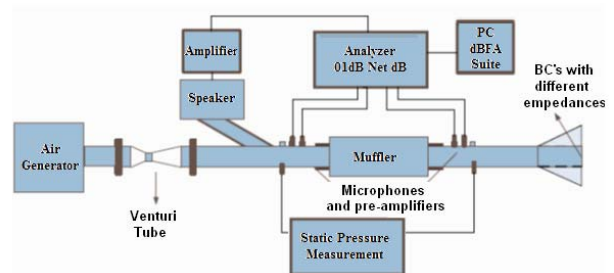 Amplifier
Analyzer
01dB Net dB
PC
dBFA
Suite
Speaker
BC's with
different
empedances
Air
Generator
Muffler
Microphones
and pre-amplifiers
Venturi
Tube
Static Pressure
Measurement